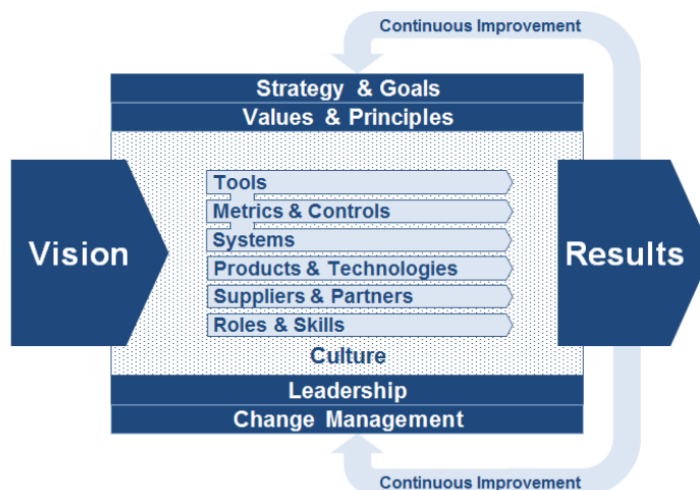 Continuous Improvement
Strategy & Goals
Values & Principles
Vision
Tools
Metrics & Controls
Systems
Products & Technologies
Suppliers & Partners
Roles & Skills
Culture
Results
Leadership
Change Management
Continuous Improvement